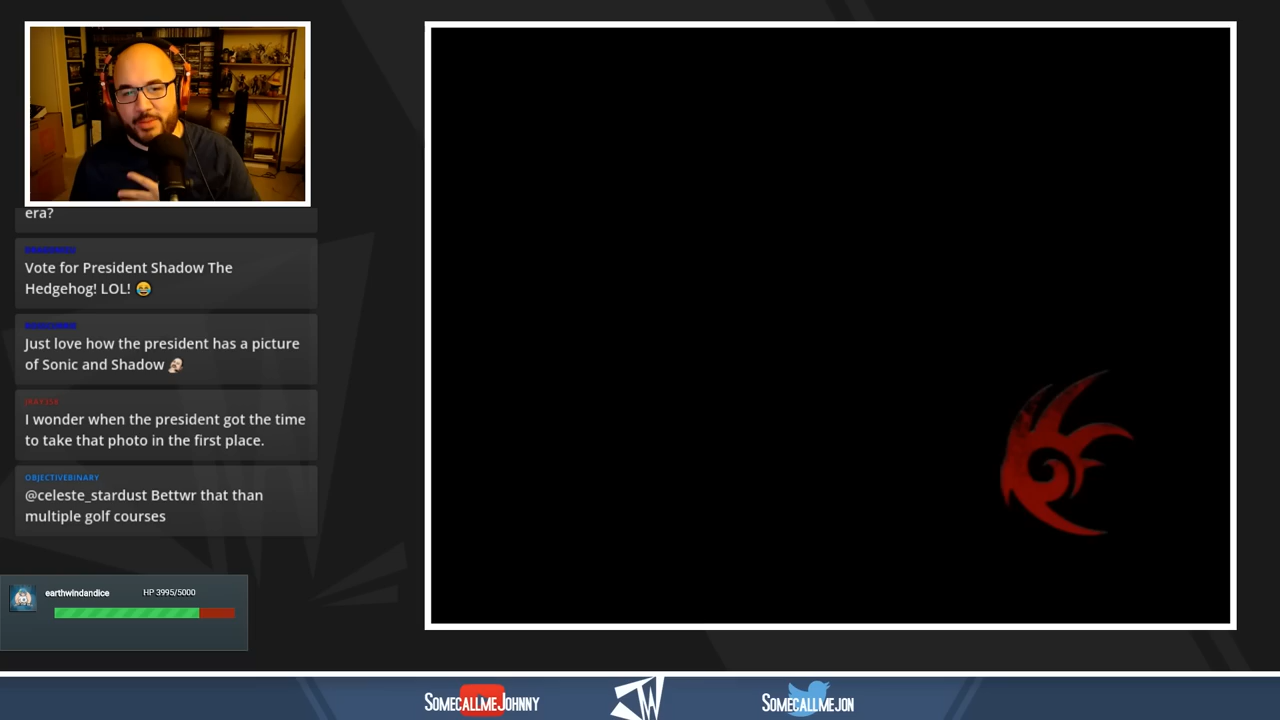 era?
Vote for President Shadow The
Hedgehog! LOL! 😂
Just love how the president has a picture
of Sonic and Shadow
I wonder when the president got the time
to take that photo in the first place.
OBJECTIVEBINARY
@celeste_stardust Bettwr that than
multiple golf courses
earthwindandice HP 3995/5000
SOMECALLMEJOHNNY
SOMECALLMEJON